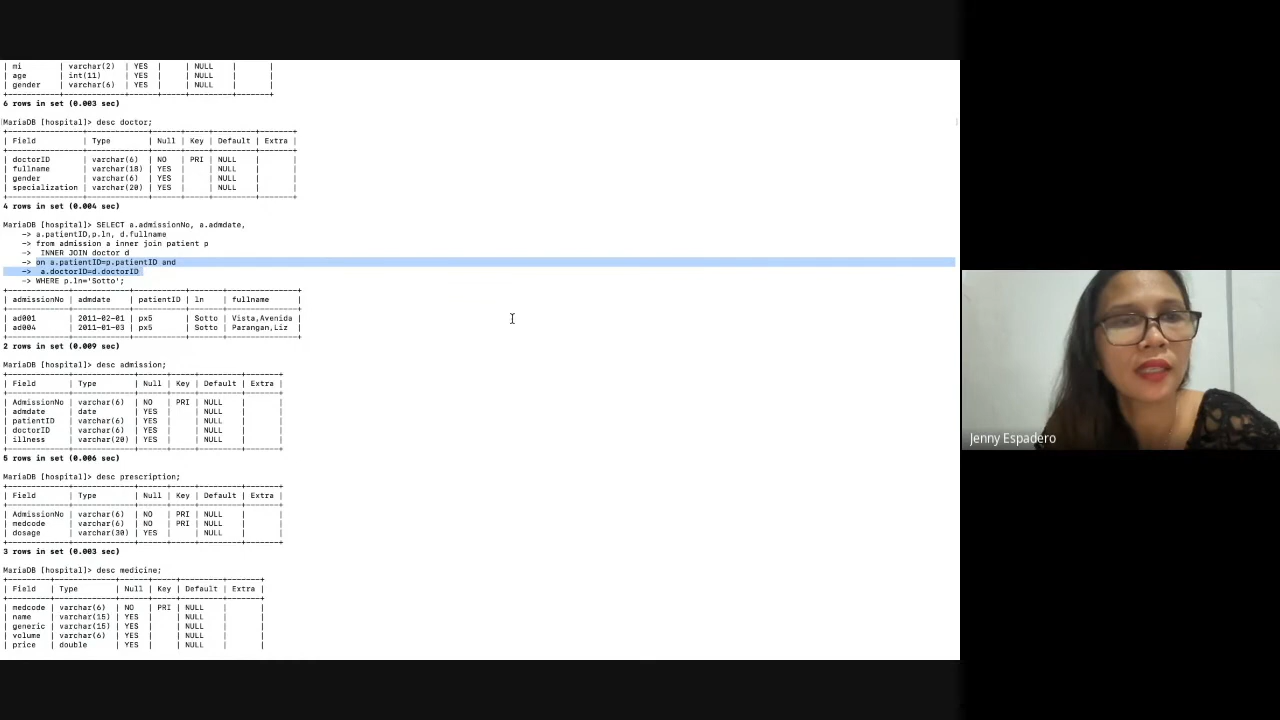 | mi      | varchar(2) | YES |     | NULL    |       |
| age     | int(11)    | YES |     | NULL    |       |
| gender  | varchar(6) | YES |     | NULL    |       |
+---------+------------+-----+-----+---------+-------+
6 rows in set (0.003 sec)
MariaDB [hospital]> desc doctor;
+----------------+-------------+------+-----+---------+-------+
| Field          | Type        | Null | Key | Default | Extra |
+----------------+-------------+------+-----+---------+-------+
| doctorID       | varchar(6)  | NO   | PRI | NULL    |       |
| fullname       | varchar(18) | YES  |     | NULL    |       |
| gender         | varchar(6)  | YES  |     | NULL    |       |
| specialization | varchar(20) | YES  |     | NULL    |       |
+----------------+-------------+------+-----+---------+-------+
4 rows in set (0.004 sec)
MariaDB [hospital]> SELECT a.admissionNo, a.admdate,
    -> a.patientID,p.ln, d.fullname
    -> from admission a inner join patient p
    ->  INNER JOIN doctor d
    -> on a.patientID=p.patientID and
    ->  a.doctorID=d.doctorID
    -> WHERE p.ln='Sotto';
+-------------+------------+-----------+-------+---------------+
| admissionNo | admdate    | patientID | ln    | fullname      |
+-------------+------------+-----------+-------+---------------+
| ad001       | 2011-02-01 | px5       | Sotto | Vista,Avenida |
| ad004       | 2011-01-03 | px5       | Sotto | Parangan,Liz  |
+-------------+------------+-----------+-------+---------------+
2 rows in set (0.009 sec)
MariaDB [hospital]> desc admission;
+-------------+-------------+------+-----+---------+-------+
| Field       | Type        | Null | Key | Default | Extra |
+-------------+-------------+------+-----+---------+-------+
| AdmissionNo | varchar(6)  | NO   | PRI | NULL    |       |
| admdate     | date        | YES  |     | NULL    |       |
| patientID   | varchar(6)  | YES  |     | NULL    |       |
| doctorID    | varchar(6)  | YES  |     | NULL    |       |
| illness     | varchar(20) | YES  |     | NULL    |       |
+-------------+-------------+------+-----+---------+-------+
5 rows in set (0.006 sec)
MariaDB [hospital]> desc prescription;
+-------------+-------------+------+-----+---------+-------+
| Field       | Type        | Null | Key | Default | Extra |
+-------------+-------------+------+-----+---------+-------+
| AdmissionNo | varchar(6)  | NO   | PRI | NULL    |       |
| medcode     | varchar(6)  | NO   | PRI | NULL    |       |
| dosage      | varchar(30) | YES  |     | NULL    |       |
+-------------+-------------+------+-----+---------+-------+
3 rows in set (0.003 sec)
MariaDB [hospital]> desc medicine;
+---------+-------------+------+-----+---------+-------+
| Field   | Type        | Null | Key | Default | Extra |
+---------+-------------+------+-----+---------+-------+
| medcode | varchar(6)  | NO   | PRI | NULL    |       |
| name    | varchar(15) | YES  |     | NULL    |       |
| generic | varchar(15) | YES  |     | NULL    |       |
| volume  | varchar(6)  | YES  |     | NULL    |       |
| price   | double      | YES  |     | NULL    |       |
Jenny Espadero